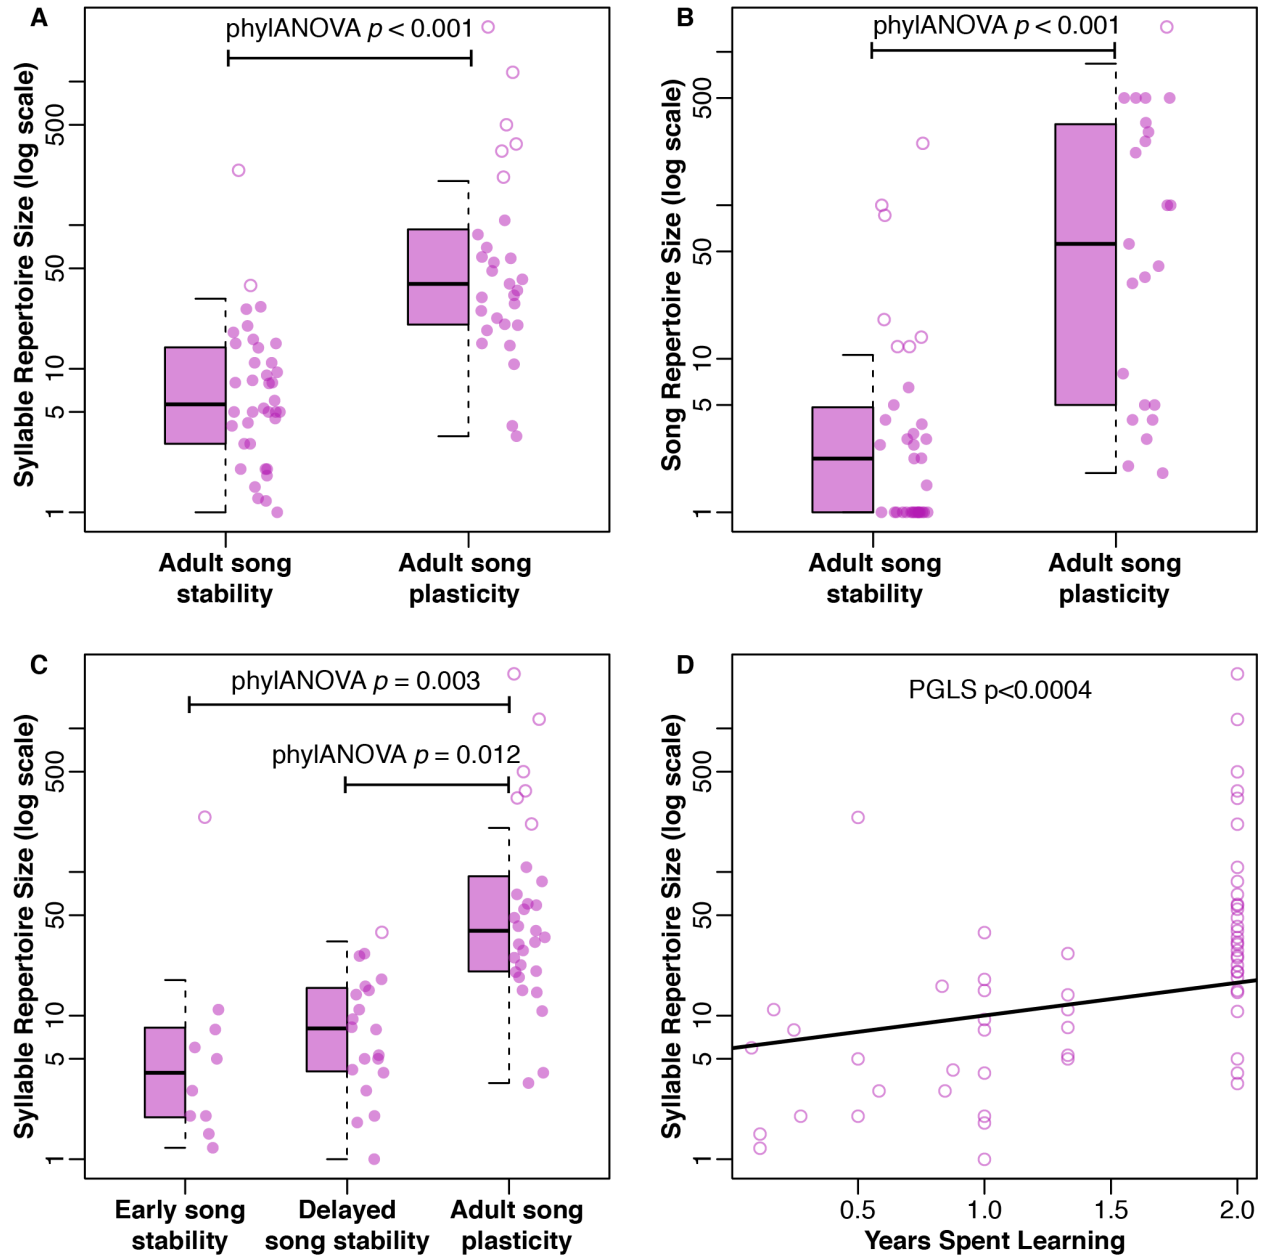 A
phylANOVA p < 0.001
Syllable Repertoire Size (log scale)
500
50
10
5
1
Adult song
stability
Adult song
plasticity
B
phylANOVA p < 0.001
Song Repertoire Size (log scale)
500
50
10
5
1
Adult song
stability
Adult song
plasticity
C
phylANOVA p = 0.003
phylANOVA p = 0.012
Syllable Repertoire Size (log scale)
500
50
10
5
1
Early song
stability
Delayed
song stability
Adult song
plasticity
D
PGLS p<0.0004
Syllable Repertoire Size (log scale)
500
50
10
5
1
0.5 1.0 1.5 2.0
Years Spent Learning